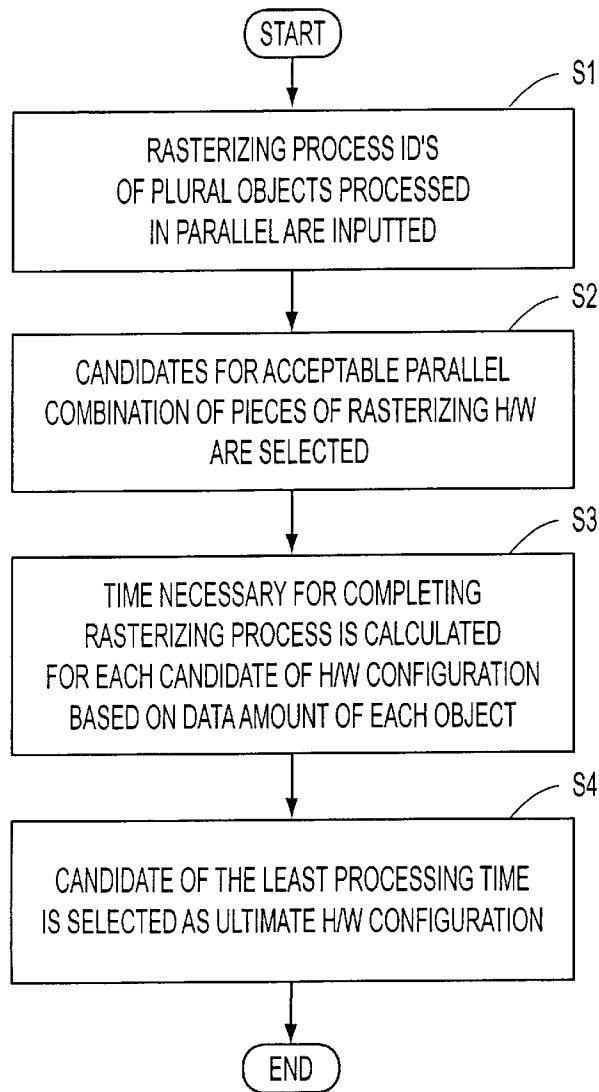 START
S1
RASTERIZING PROCESS ID'S
OF PLURAL OBJECTS PROCESSED
IN PARALLEL ARE INPUTTED
S2
CANDIDATES FOR ACCEPTABLE PARALLEL
COMBINATION OF PIECES OF RASTERIZING H/W
ARE SELECTED
S3
TIME NECESSARY FOR COMPLETING
RASTERIZING PROCESS IS CALCULATED
FOR EACH CANDIDATE OF H/W CONFIGURATION
BASED ON DATA AMOUNT OF EACH OBJECT
S4
CANDIDATE OF THE LEAST PROCESSING TIME
IS SELECTED AS ULTIMATE H/W CONFIGURATION
END